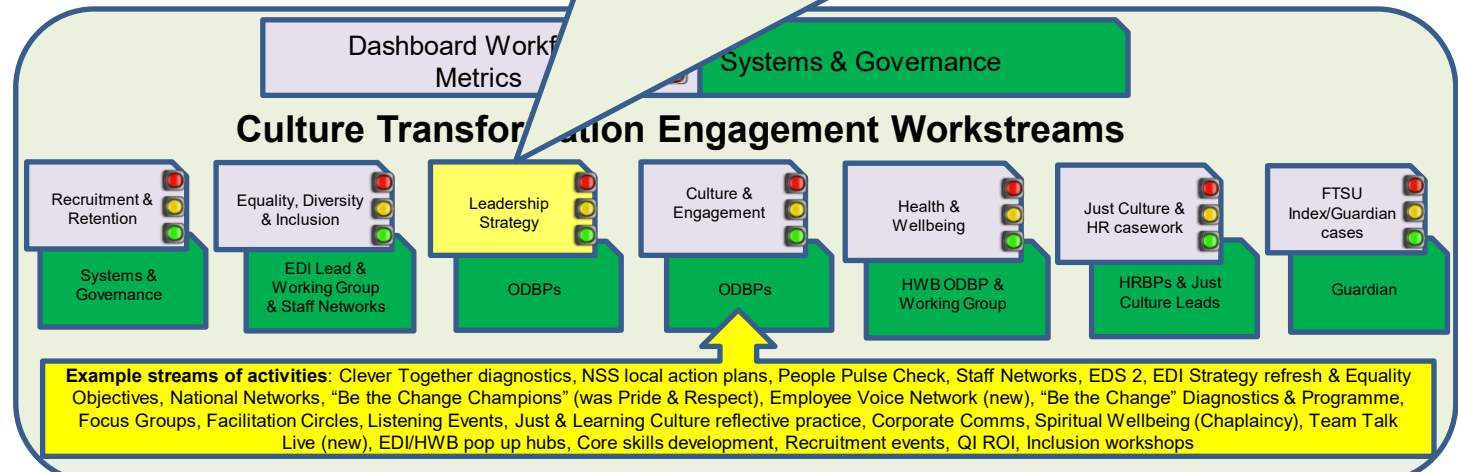 Dashboard
Metrics
Systems & Governance
Culture Engagement Workstreams
Recruitment &
Retention
Systems &
Governance
Equality, Diversity
& Inclusion
EDI Lead &
Working Group
& Staff Networks
Leadership
Strategy
ODBPs
Culture &
Engagement
ODBPs
Health &
Wellbeing
HWB ODBP &
Working Group
Just Culture &
HR casework
HRBPs & Just
Culture Leads
FTSU
Index/Guardian
cases
Guardian
Example streams of activities: Clever Together diagnostics, NSS local action plans, People Pulse Check, Staff Networks, EDS 2, EDI Strategy refresh & Equality
Objectives, National Networks, “Be the Change Champions” (was Pride & Respect), Employee Voice Network (new), “Be the Change” Diagnostics & Programme,
Focus Groups, Facilitation Circles, Listening Events, Just & Learning Culture reflective practice, Corporate Comms, Spiritual Wellbeing (Chaplaincy), Team Talk
Live (new), EDI/HWB pop up hubs, Core skills development, Recruitment events, QI ROI, Inclusion workshops